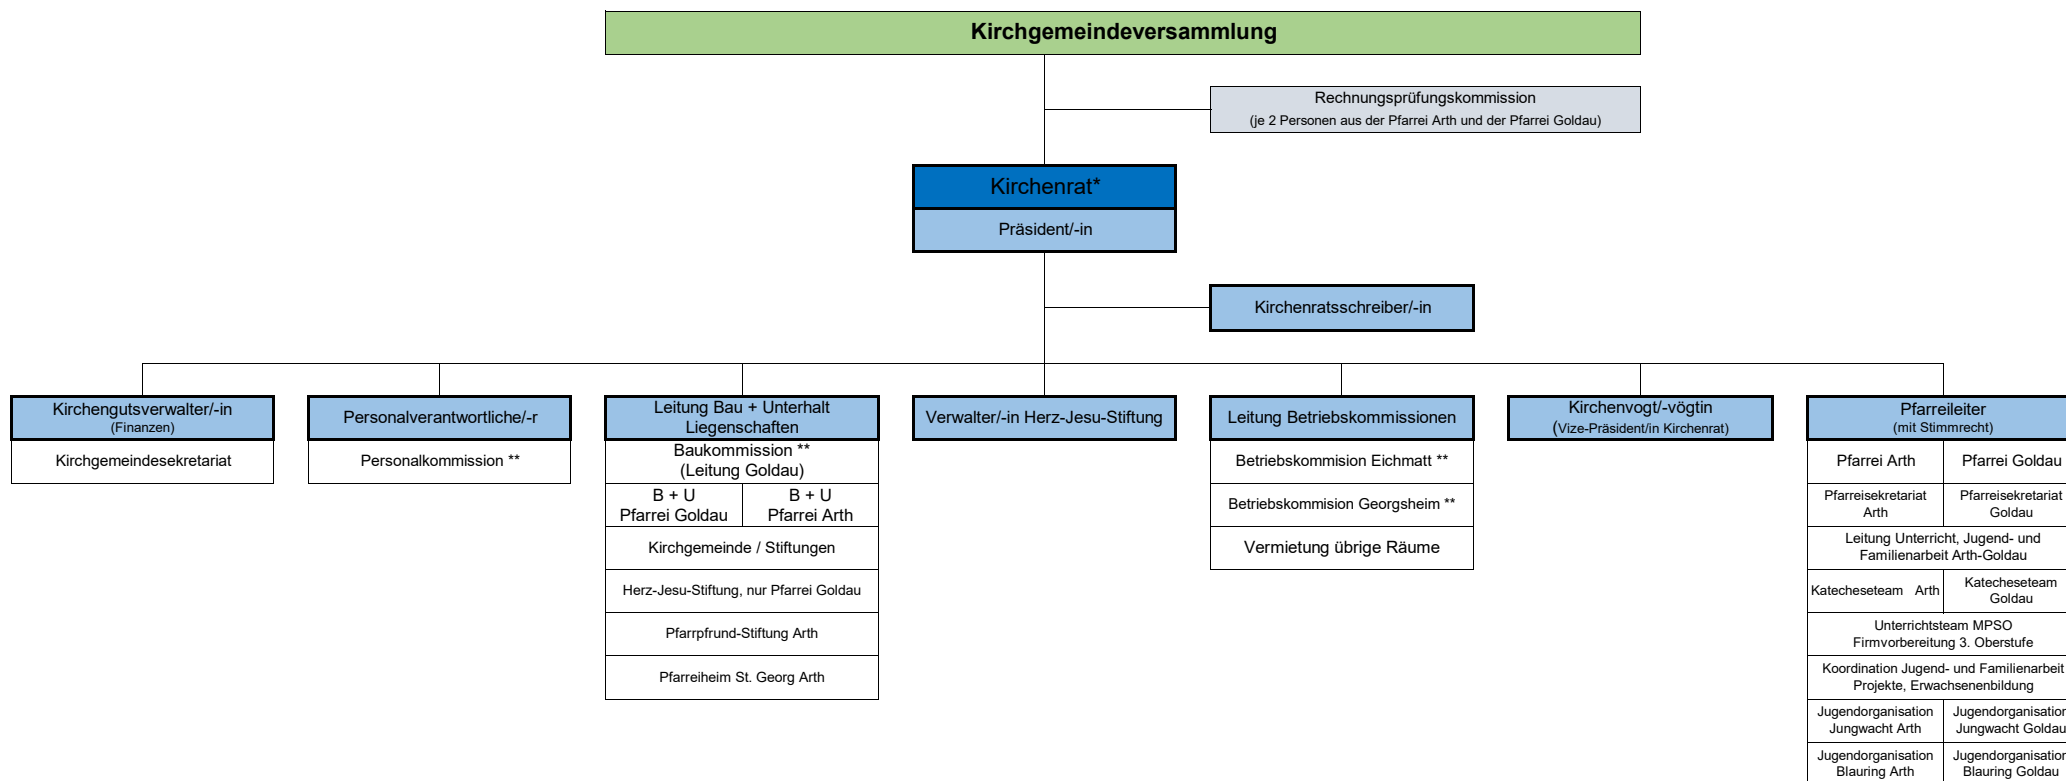 Kirchgemeindeversammlung
Rechnungsprüfungskommission
(je 2 Personen aus der Pfarrei Arth und der Pfarrei Goldau)
Kirchenrat*
Präsident/-in
Kirchenratsschreiber/-in
Kirchengutsverwalter/-in
(Finanzen)
Kirchgemeindesekretariat
Personalverantwortliche/-r
Personalkommission **
Leitung Bau + Unterhalt
Liegenschaften
Baukommission **
(Leitung Goldau)
B + U
Pfarrei Goldau
B + U
Pfarrei Arth
Kirchgemeinde / Stiftungen
Herz-Jesu-Stiftung, nur Pfarrei Goldau
Pfarrpfrund-Stiftung Arth
Pfarreiheim St. Georg Arth
Verwalter/-in Herz-Jesu-Stiftung
Leitung Betriebskommissionen
Betriebskommision Eichmatt **
Betriebskommision Georgsheim **
Vermietung übrige Räume
Kirchenvogt/-vögtin
(Vize-Präsident/in Kirchenrat)
Pfarreileiter
(mit Stimmrecht)
Pfarrei Arth
Pfarrei Goldau
Pfarreisekretariat
Arth
Pfarreisekretariat
Goldau
Leitung Unterricht, Jugend- und
Familienarbeit Arth-Goldau
Katecheseteam Arth
Katecheseteam
Goldau
Unterrichtsteam MPSO
Firmvorbereitung 3. Oberstufe
Koordination Jugend- und Familienarbeit
Projekte, Erwachsenenbildung
Jugendorganisation
Jungwacht Arth
Jugendorganisation
Jungwacht Goldau
Jugendorganisation
Blauring Arth
Jugendorganisation
Blauring Goldau